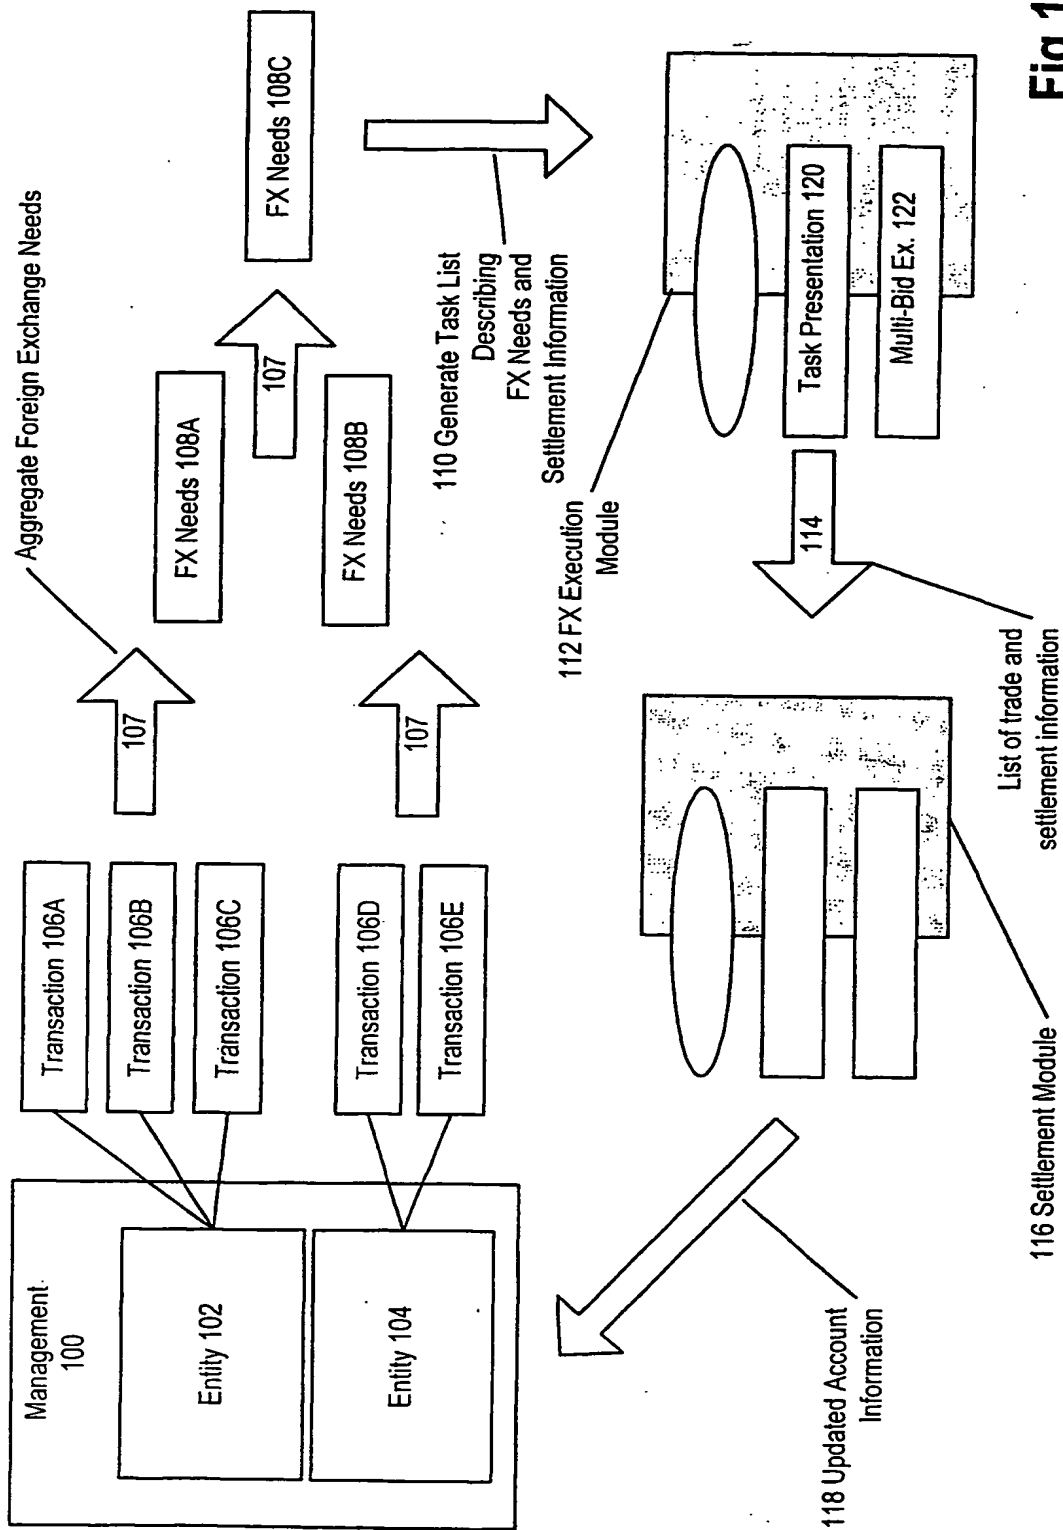 Management
100
Entity 102
Entity 104
Transaction 106A
Transaction 106B
Transaction 106C
Transaction 106D
Transaction 106E
107
107
Aggregate Foreign Exchange Needs
FX Needs 108A
FX Needs 108B
107
FX Needs 108C
110 Generate Task List
Describing
FX Needs and
Settlement Information
112 FX Execution
Module
Task Presentation 120
Multi-Bid Ex. 122
114
List of trade and
settlement information
116 Settlement Module
118 Updated Account
Information
Fig 1